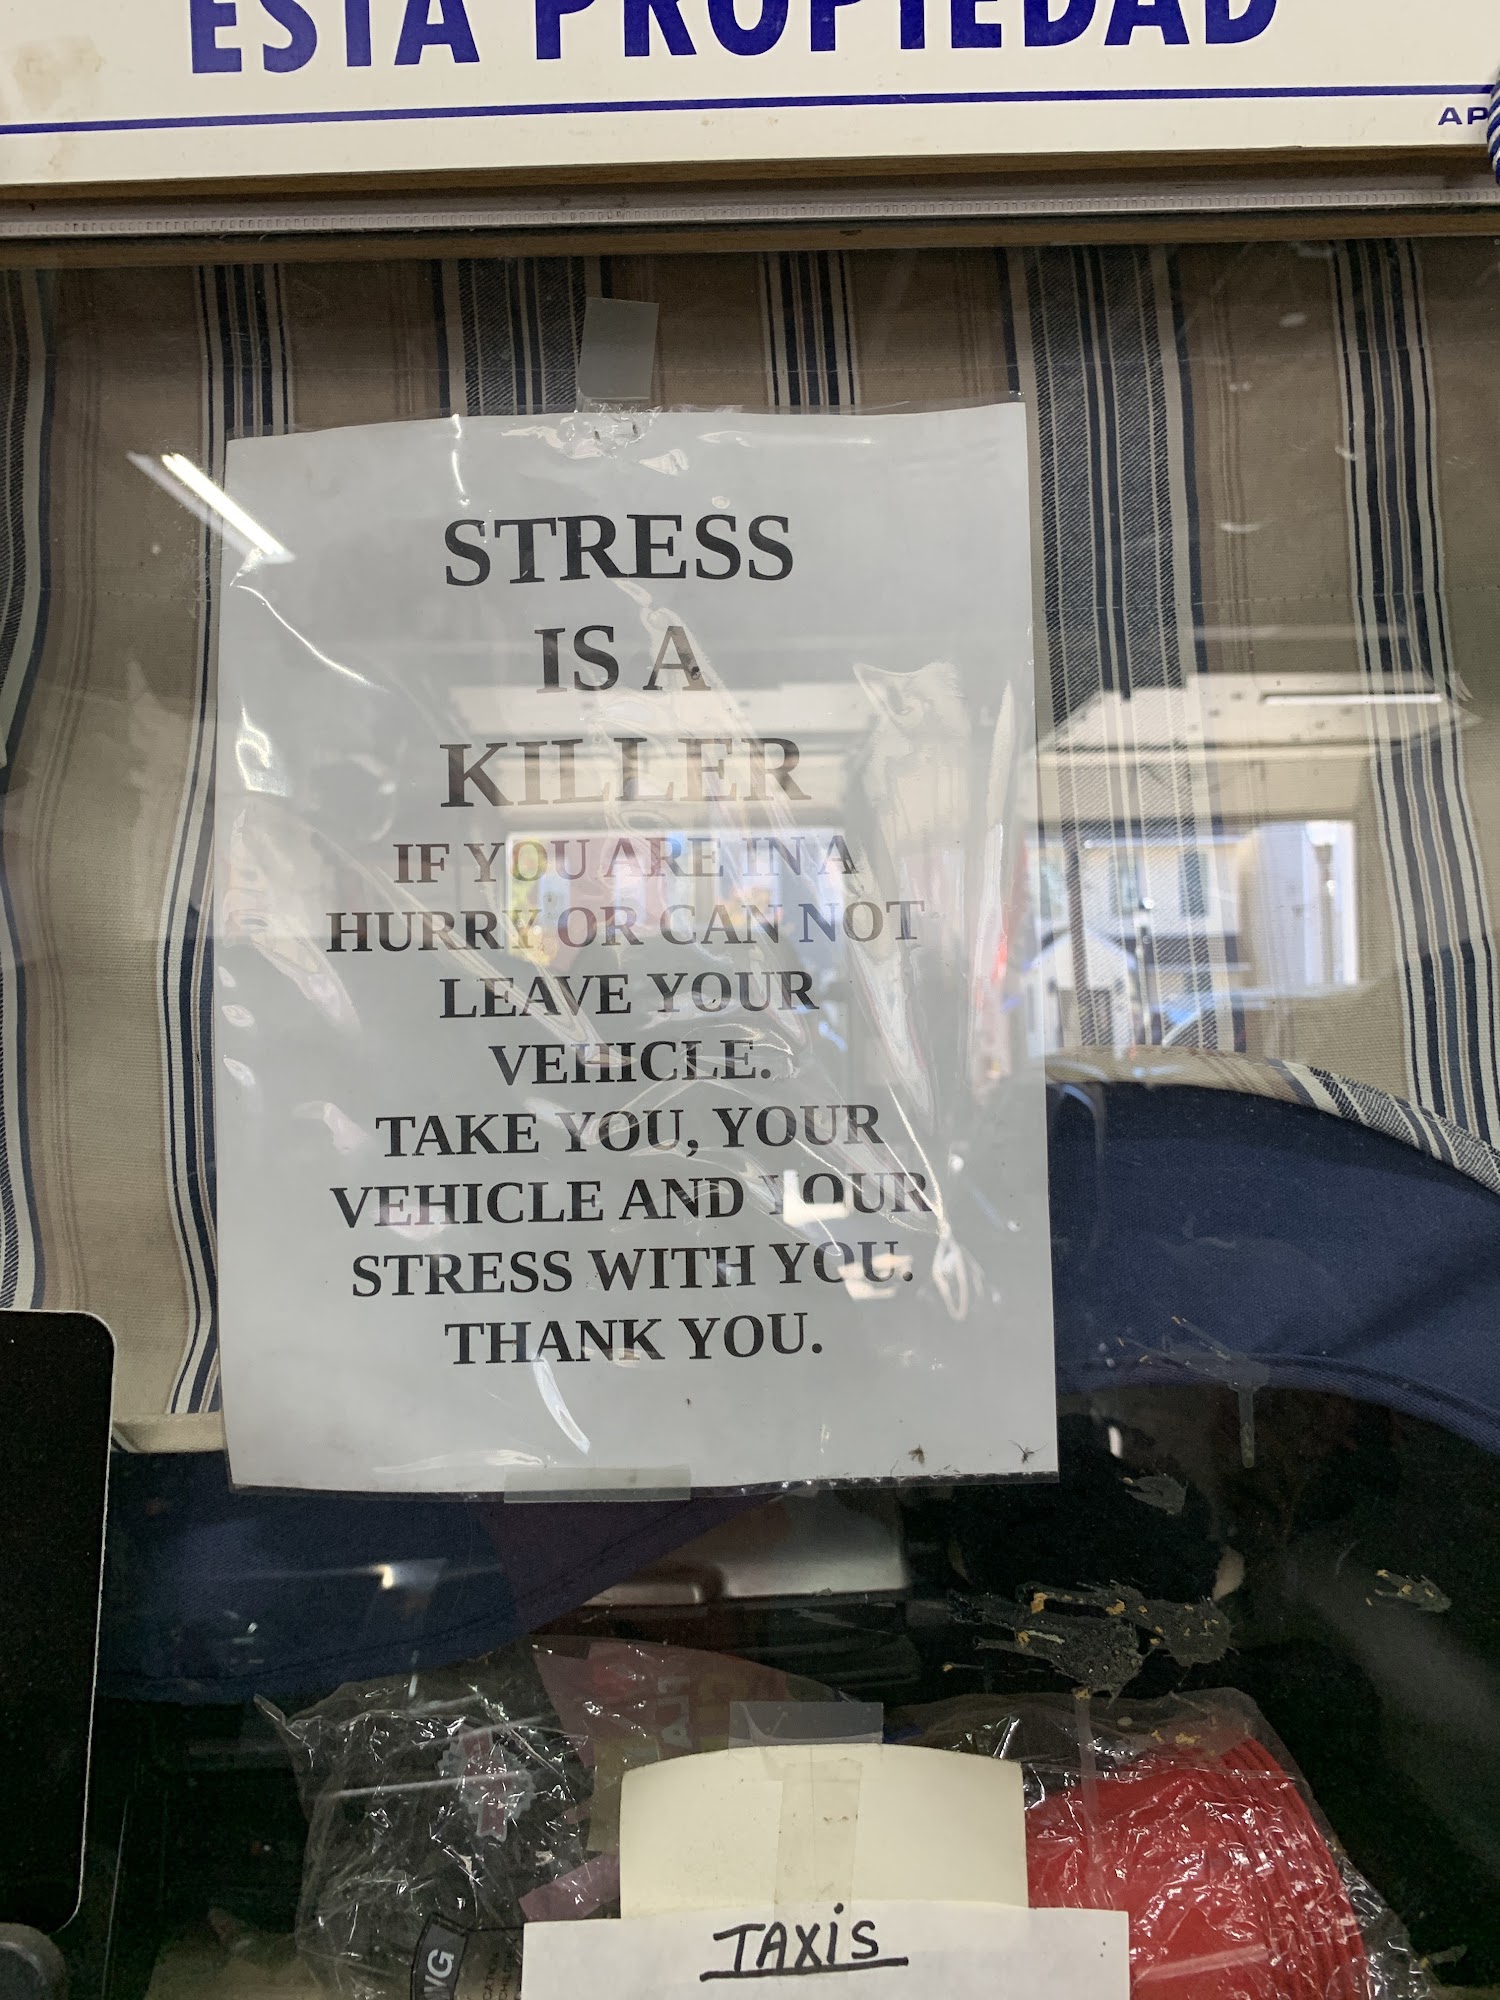 ESTA PROPIEDAD
STRESS
IS A
KILLER
IF YOU ARE IN A
HURRY OR CAN NOT
LEAVE YOUR
VEHICLE.
TAKE YOU, YOUR
VEHICLE AND YOUR
STRESS WITH YOU.
THANK YOU.
TAXIS